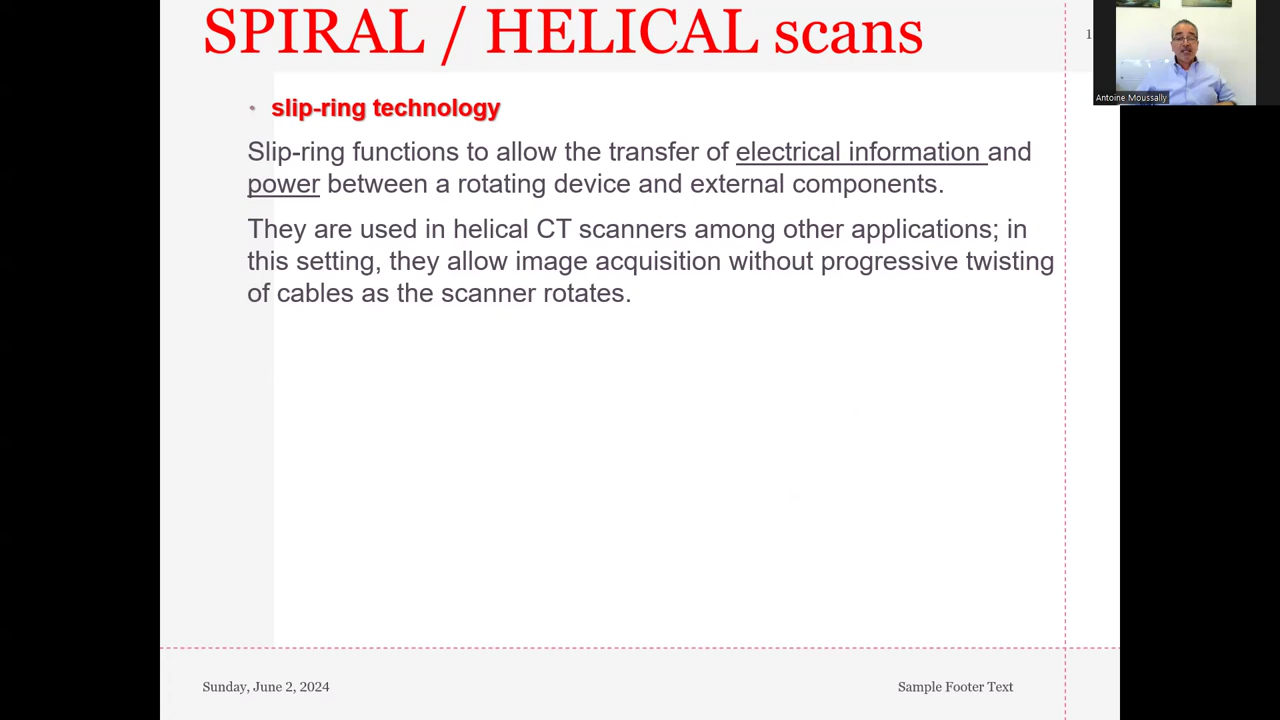 SPIRAL / HELICAL scans
1
Antoine Moussally
• slip-ring technology
Slip-ring functions to allow the transfer of electrical information and
power between a rotating device and external components.
They are used in helical CT scanners among other applications; in
this setting, they allow image acquisition without progressive twisting
of cables as the scanner rotates.
Sunday, June 2, 2024
Sample Footer Text